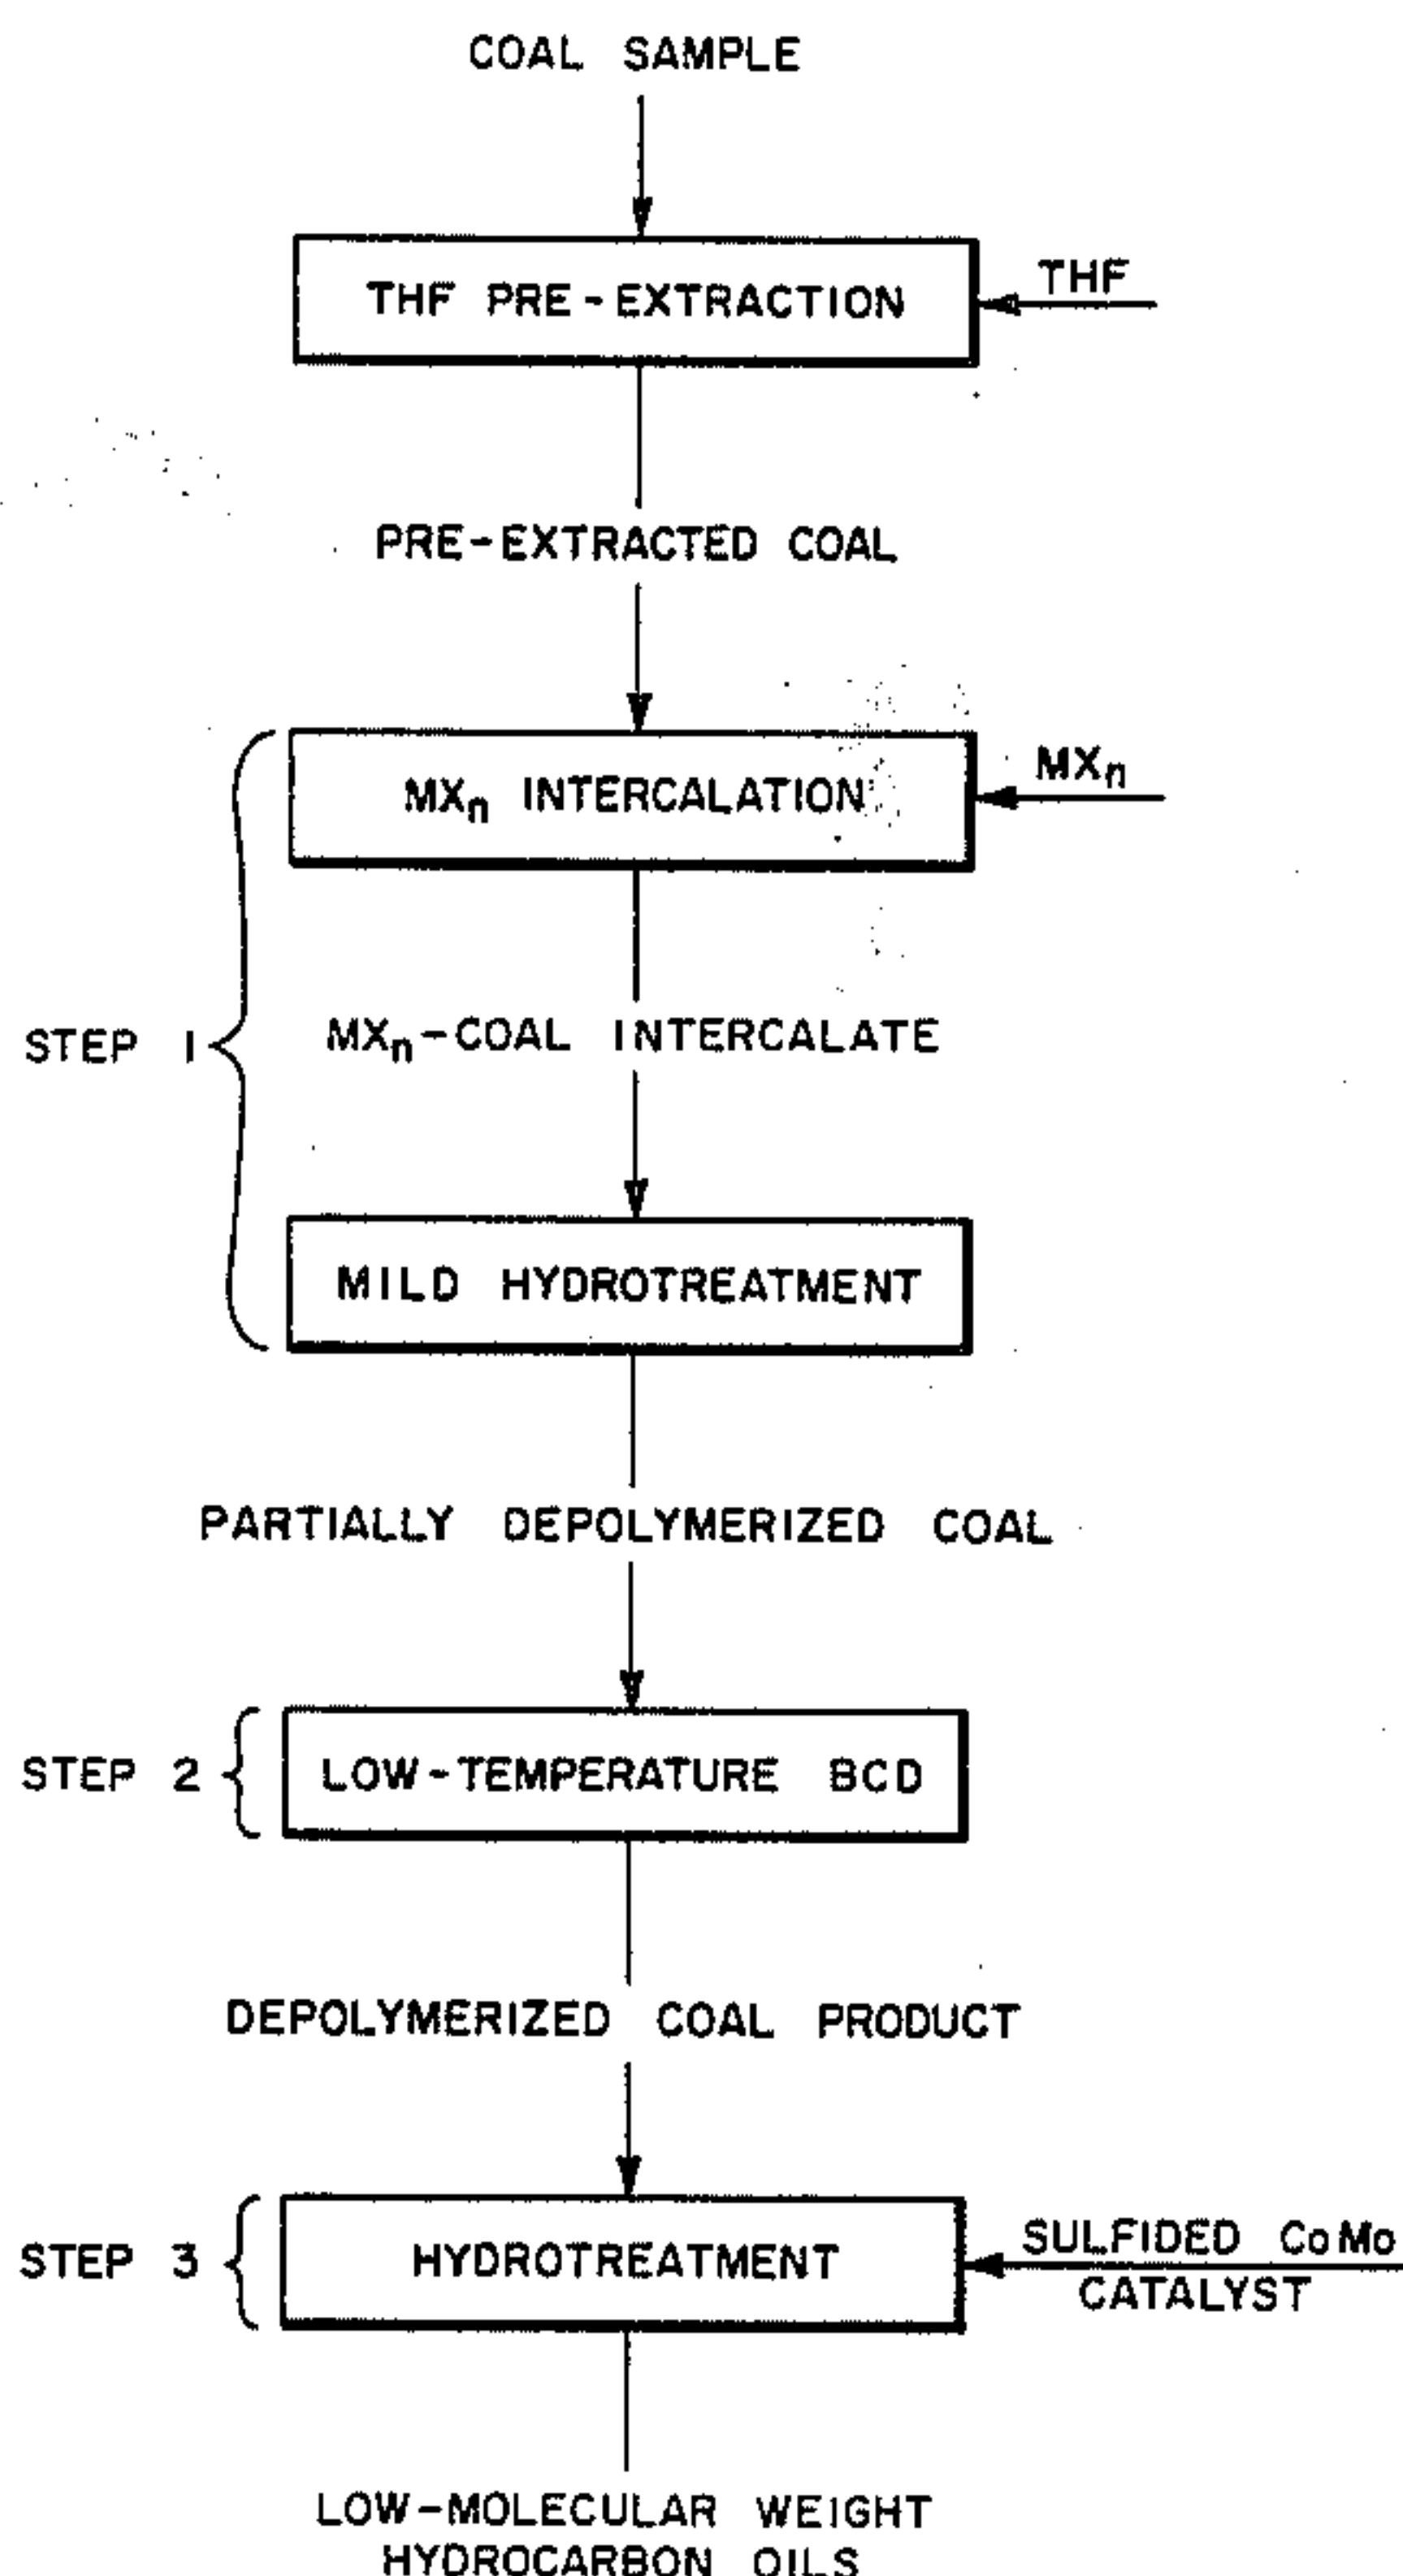 COAL SAMPLE
THF PRE-EXTRACTION
THF
PRE-EXTRACTED COAL
MXn INTERCALATION
MXn
STEP 1
MXn-COAL INTERCALATE
MILD HYDROTREATMENT
PARTIALLY DEPOLYMERIZED COAL
STEP 2
LOW-TEMPERATURE BCD
DEPOLYMERIZED COAL PRODUCT
STEP 3
HYDROTREATMENT
SULFIDED CoMo
CATALYST
LOW-MOLECULAR WEIGHT
HYDROCARBON OILS